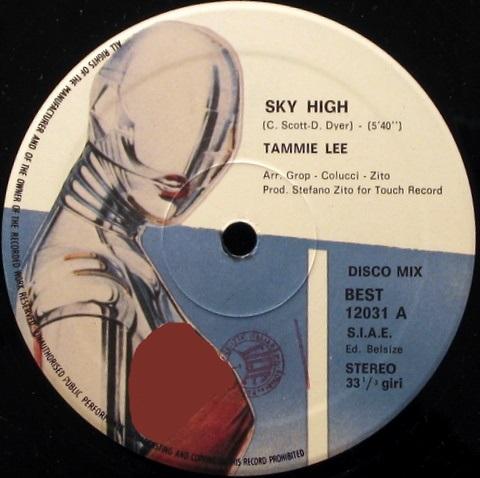 SKY HIGH
(C. Scott-D. Dyer) - (5'40'')
TAMMIE LEE
Arr. Grop - Colucci - Zito
Prod. Stefano Zito for Touch Record
DISCO MIX
BEST
12031 A
S.I.A.E.
Ed. Belsize
STEREO
33 1/3 giri
ALL RIGHTS OF THE MANUFACTURER AND OF THE OWNER OF THE RECORDED WORK RESERVED. UNAUTHORISED PUBLIC THIS RECORD PROHIBITED